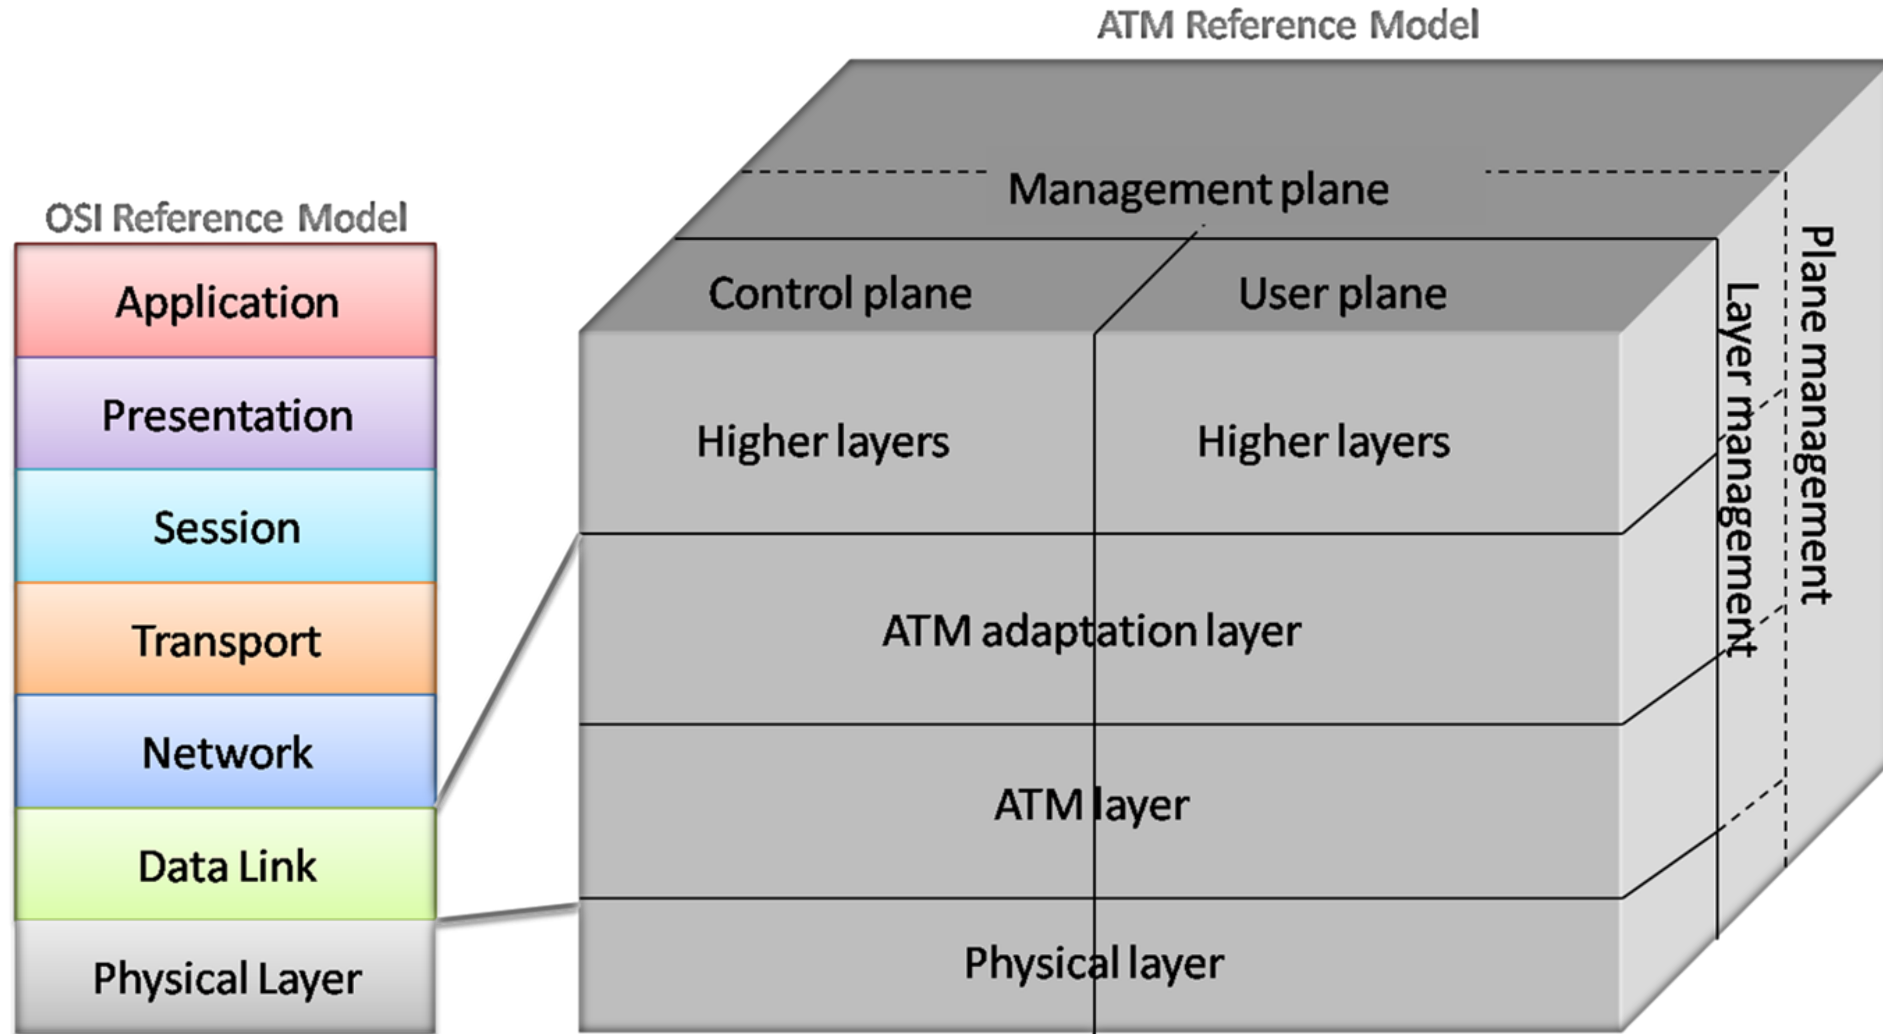 ATM Reference Model
OSI Reference Model
Application
Presentation
Session
Transport
Network
Data Link
Physical Layer
Management plane
Control plane
User plane
Higher layers
Higher layers
ATM adaptation layer
ATM layer
Physical layer
Layer management
Plane management